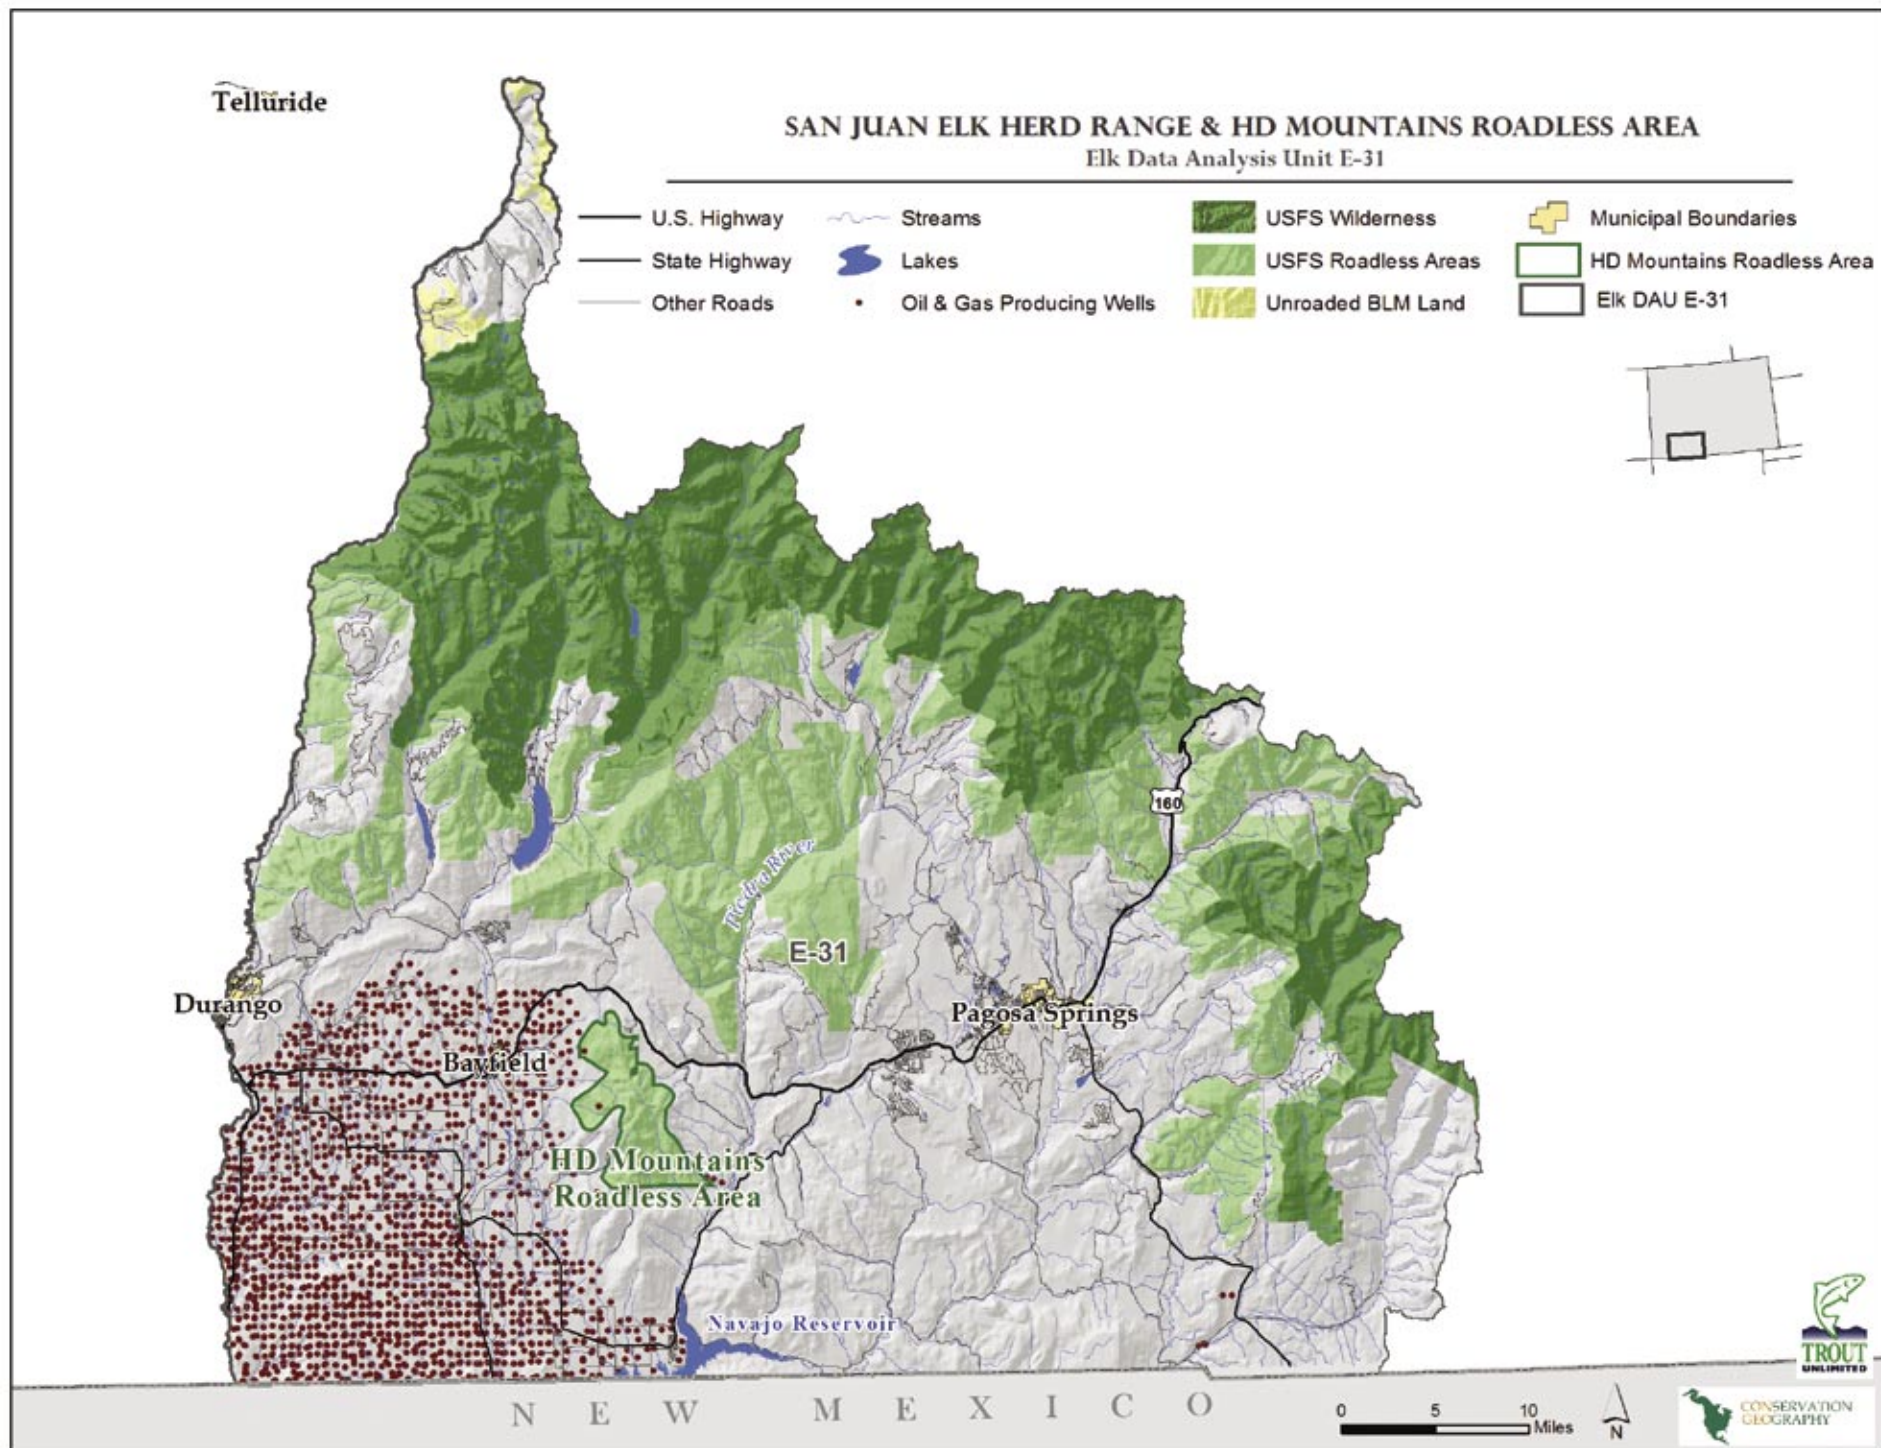 Telluride
SAN JUAN ELK HERD RANGE & HD MOUNTAINS ROADLESS AREA
Elk Data Analysis Unit E-31
U.S. Highway
Streams
USFS Wilderness
Municipal Boundaries
State Highway
Lakes
USFS Roadless Areas
HD Mountains Roadless Area
Other Roads
Oil & Gas Producing Wells
Unroaded BLM Land
Elk DAU E-31
160
Piedra River
E-31
Durango
Pagosa Springs
Bayfield
HD Mountains
Roadless Area
Navajo Reservoir
NEW MEXICO
0 5 10
Miles
N
TROUT
UNLIMITED
CONSERVATION
GEOGRAPHY